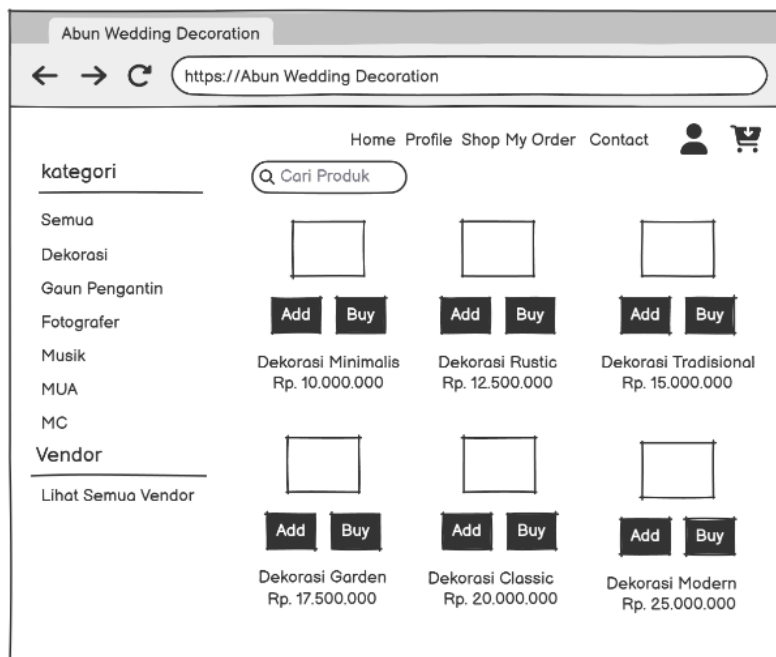 Abun Wedding Decoration
https://Abun Wedding Decoration
Home Profile Shop My Order Contact
kategori
Cari Produk
Semua
Dekorasi
Gaun Pengantin
Fotografer
Musik
MUA
MC
Vendor
Lihat Semua Vendor
Add Buy Add Buy Add Buy
Dekorasi Minimalis Dekorasi Rustic Dekorasi Tradisional
Rp. 10.000.000 Rp. 12.500.000 Rp. 15.000.000
Add Buy Add Buy Add Buy
Dekorasi Garden Dekorasi Classic Dekorasi Modern
Rp. 17.500.000 Rp. 20.000.000 Rp. 25.000.000